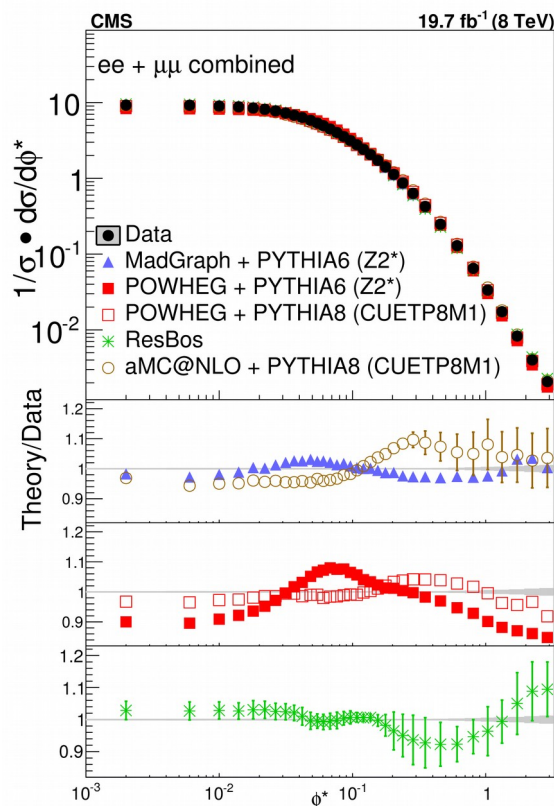 CMS 19.7 fb⁻¹ (8 TeV)
ee + μμ combined
1/σ • dσ/dϕ*
10
1
10⁻¹
10⁻²
Data
MadGraph + PYTHIA6 (Z2*)
POWHEG + PYTHIA6 (Z2*)
POWHEG + PYTHIA8 (CUETP8M1)
ResBos
aMC@NLO + PYTHIA8 (CUETP8M1)
Theory/Data
1.2
1.1
1
0.9
1.2
1.1
1
0.9
1.2
1.1
1
0.9
10⁻³ 10⁻² 10⁻¹ 1
ϕ*